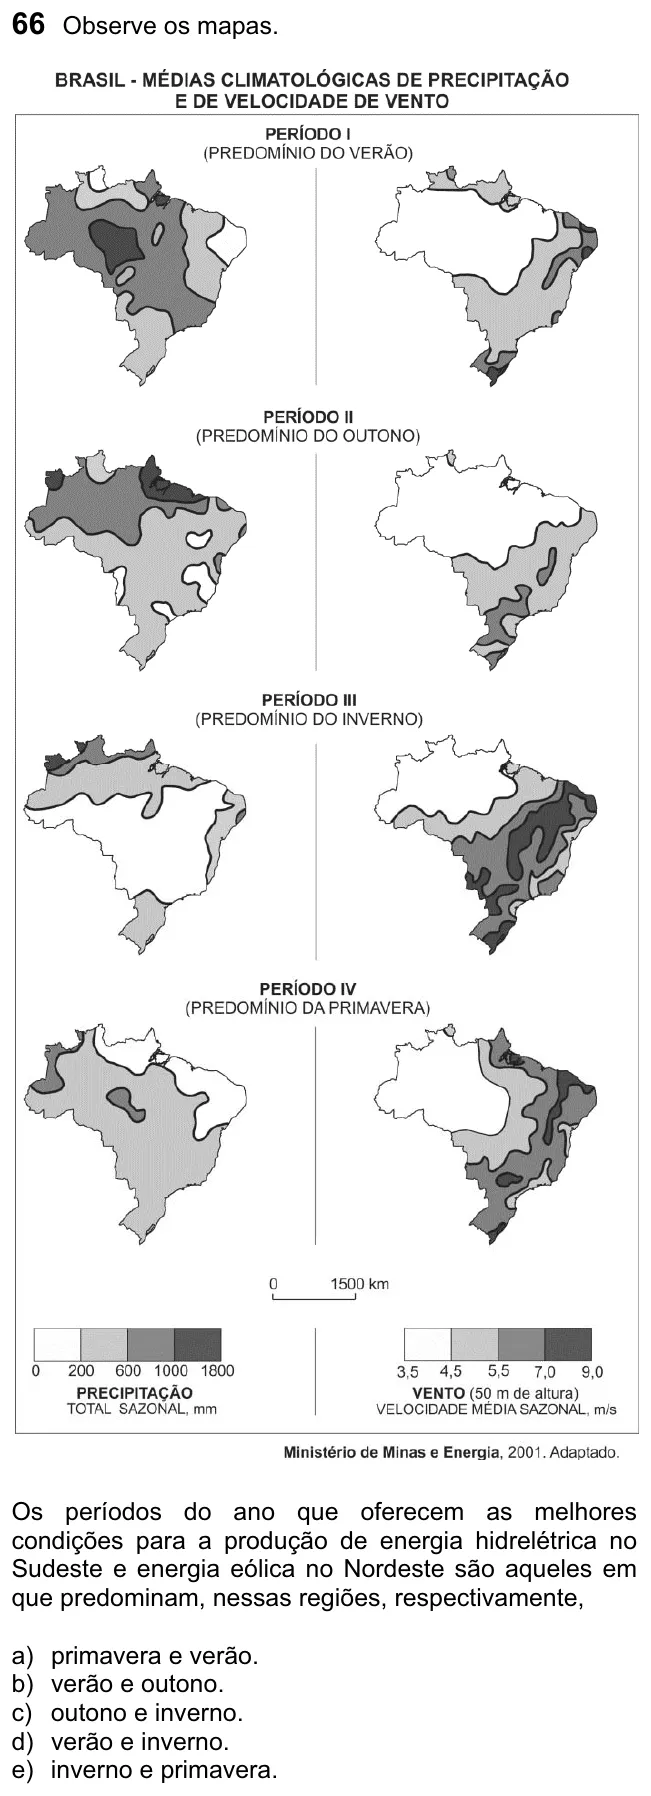 66 Observe os mapas.
BRASIL - MÉDIAS CLIMATOLÓGICAS DE PRECIPITAÇÃO
E DE VELOCIDADE DE VENTO
PERÍODO I
(PREDOMÍNIO DO VERÃO)
PERÍODO II
(PREDOMÍNIO DO OUTONO)
PERÍODO III
(PREDOMÍNIO DO INVERNO)
PERÍODO IV
(PREDOMÍNIO DA PRIMAVERA)
0 1500 km
0 200 600 1000 1800
PRECIPITAÇÃO
TOTAL SAZONAL, mm
3,5 4,5 5,5 7,0 9,0
VENTO (50 m de altura)
VELOCIDADE MÉDIA SAZONAL, m/s
Ministério de Minas e Energia, 2001. Adaptado.
Os períodos do ano que oferecem as melhores
condições para a produção de energia hidrelétrica no
Sudeste e energia eólica no Nordeste são aqueles em
que predominam, nessas regiões, respectivamente,
a) primavera e verão.
b) verão e outono.
c) outono e inverno.
d) verão e inverno.
e) inverno e primavera.